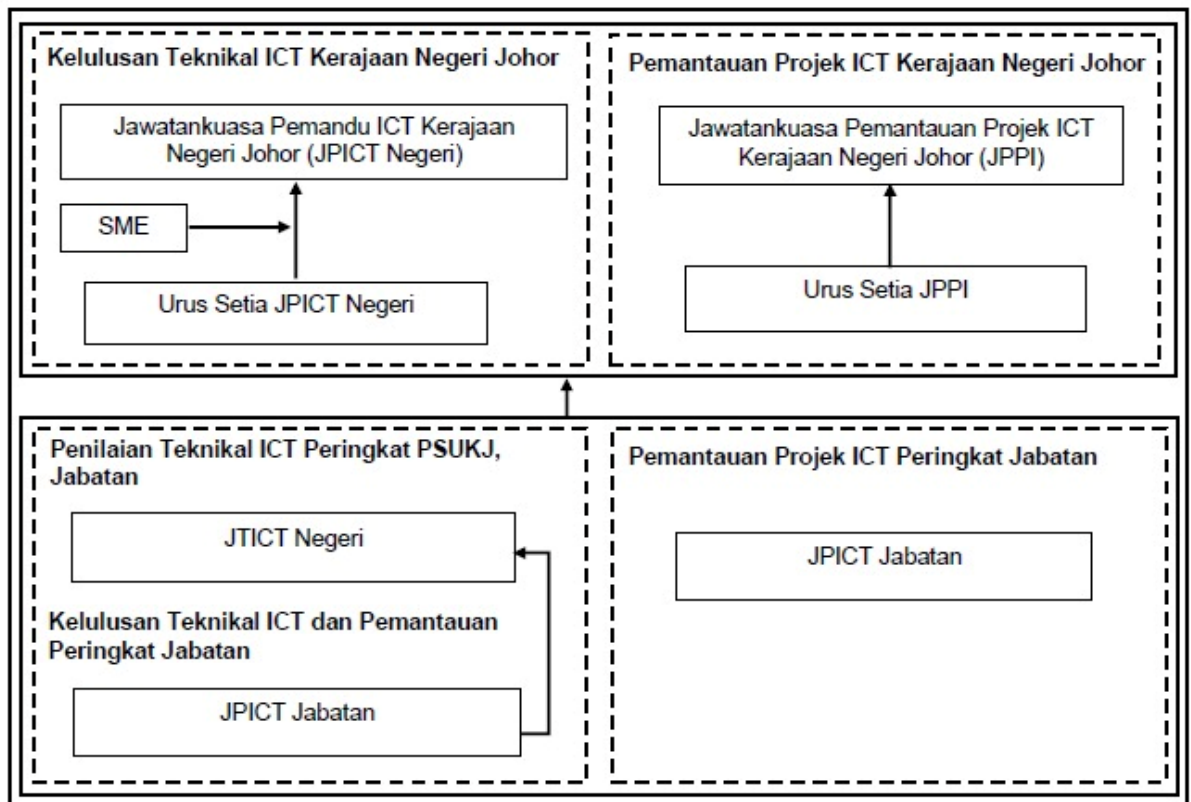 Kelulusan Teknikal ICT Kerajaan Negeri Johor
Jawatankuasa Pemandu ICT Kerajaan
Negeri Johor (JPICT Negeri)
SME
Urus Setia JPICT Negeri
Pemantauan Projek ICT Kerajaan Negeri Johor
Jawatankuasa Pemantauan Projek ICT
Kerajaan Negeri Johor (JPPI)
Urus Setia JPPI
Penilaian Teknikal ICT Peringkat PSUKJ,
Jabatan
JTICT Negeri
Kelulusan Teknikal ICT dan Pemantauan
Peringkat Jabatan
JPICT Jabatan
Pemantauan Projek ICT Peringkat Jabatan
JPICT Jabatan